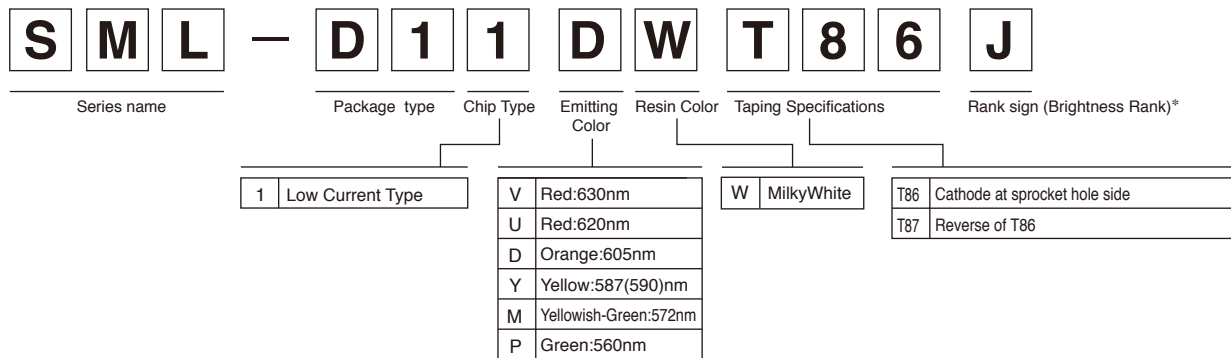 S M L — D 1 1 D W T 8 6 J
Series name Package type Chip Type Emitting Color Resin Color Taping Specifications Rank sign (Brightness Rank)*
1 Low Current Type
V Red:630nm
U Red:620nm
D Orange:605nm
Y Yellow:587(590)nm
M Yellowish-Green:572nm
P Green:560nm
W MilkyWhite
T86 Cathode at sprocket hole side
T87 Reverse of T86